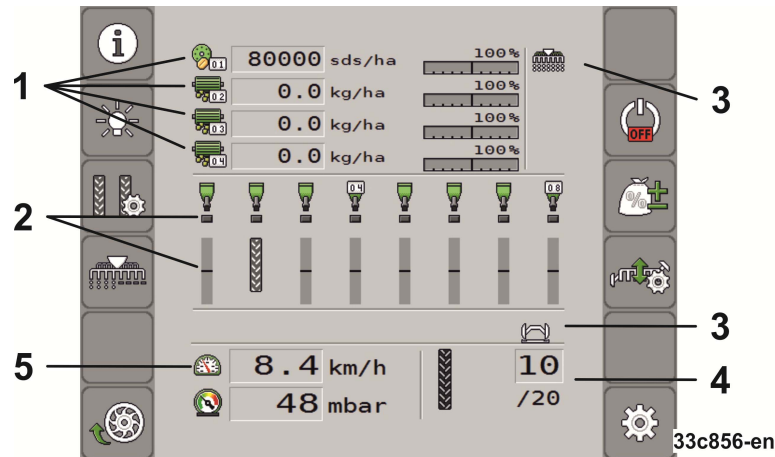 01 80000 sds/ha 100%
1 02 0.0 kg/ha 100% 3
03 0.0 kg/ha 100% OFF
04 0.0 kg/ha 100%
04 08 %
2
3
5 8.4 km/h 10 4
48 mbar /20
33c856-en